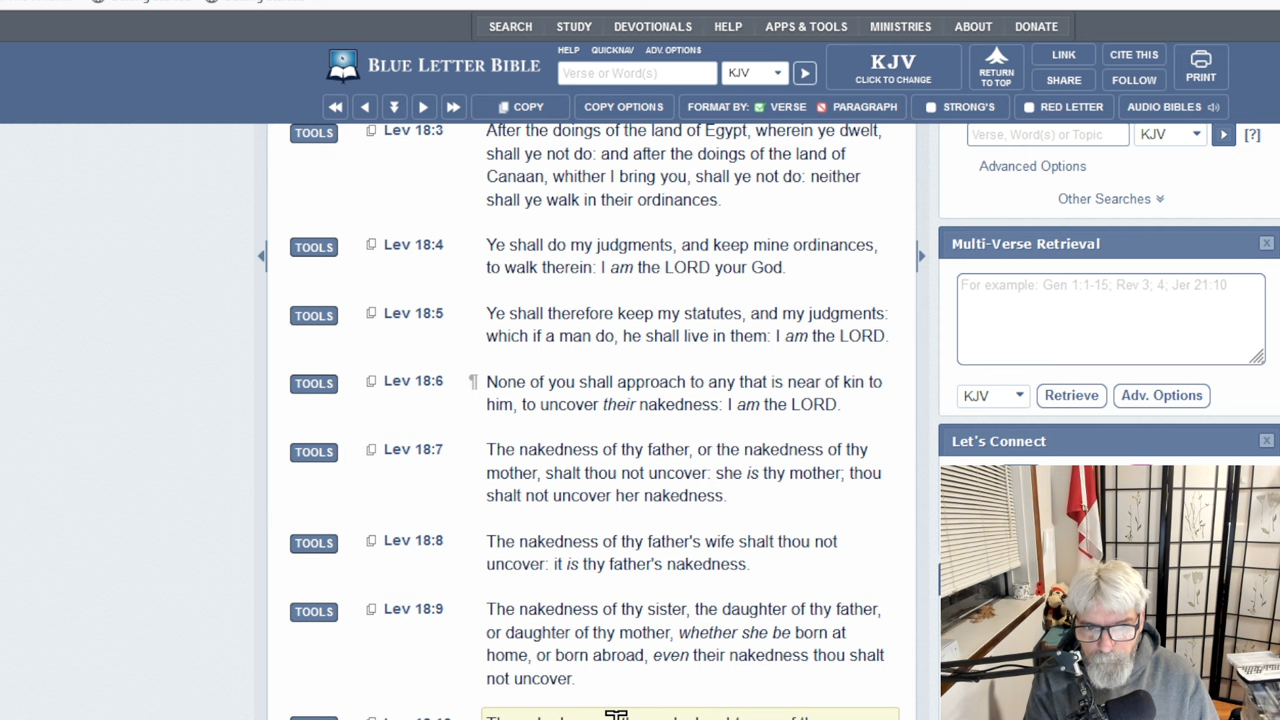 SEARCH STUDY DEVOTIONALS HELP APPS & TOOLS MINISTRIES ABOUT DONATE
BLUE LETTER BIBLE
HELP QUICKNAV ADV. OPTIONS
Verse or Word(s) KJV
KJV
CLICK TO CHANGE
RETURN
TO TOP
LINK CITE THIS
SHARE FOLLOW
PRINT
COPY COPY OPTIONS FORMAT BY: VERSE PARAGRAPH STRONG'S RED LETTER AUDIO BIBLES
TOOLS Lev 18:3 After the doings of the land of Egypt, wherein ye dwelt,
shall ye not do: and after the doings of the land of
Canaan, whither I bring you, shall ye not do: neither
shall ye walk in their ordinances.
TOOLS Lev 18:4 Ye shall do my judgments, and keep mine ordinances,
to walk therein: I am the LORD your God.
TOOLS Lev 18:5 Ye shall therefore keep my statutes, and my judgments:
which if a man do, he shall live in them: I am the LORD.
TOOLS Lev 18:6 ¶ None of you shall approach to any that is near of kin to
him, to uncover their nakedness: I am the LORD.
TOOLS Lev 18:7 The nakedness of thy father, or the nakedness of thy
mother, shalt thou not uncover: she is thy mother; thou
shalt not uncover her nakedness.
TOOLS Lev 18:8 The nakedness of thy father's wife shalt thou not
uncover: it is thy father's nakedness.
TOOLS Lev 18:9 The nakedness of thy sister, the daughter of thy father,
or daughter of thy mother, whether she be born at
home, or born abroad, even their nakedness thou shalt
not uncover.
Verse, Word(s) or Topic KJV [?]
Advanced Options
Other Searches
Multi-Verse Retrieval X
For example: Gen 1:1-15; Rev 3; 4; Jer 21:10
KJV Retrieve Adv. Options
Let's Connect X